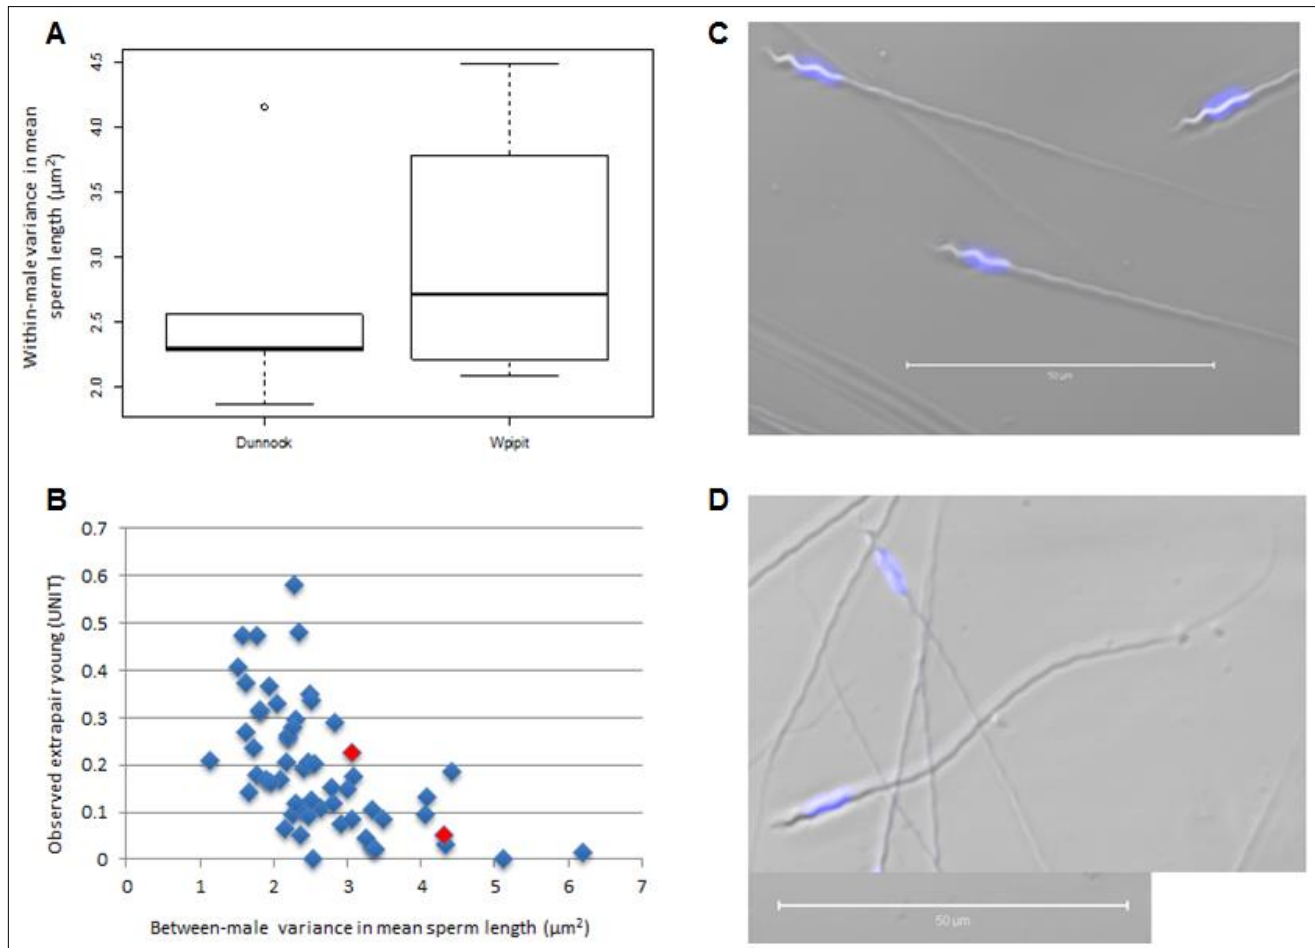 A
Within-male variance in mean
sperm length (µm²)
4.5
4.0
3.5
3.0
2.5
2.0
Dunnock
Wpipit
B
Observed extrapair young (UNIT)
0.7
0.6
0.5
0.4
0.3
0.2
0.1
0
0 1 2 3 4 5 6 7
Between-male variance in mean sperm length (µm²)
C
50 µm
D
50 µm